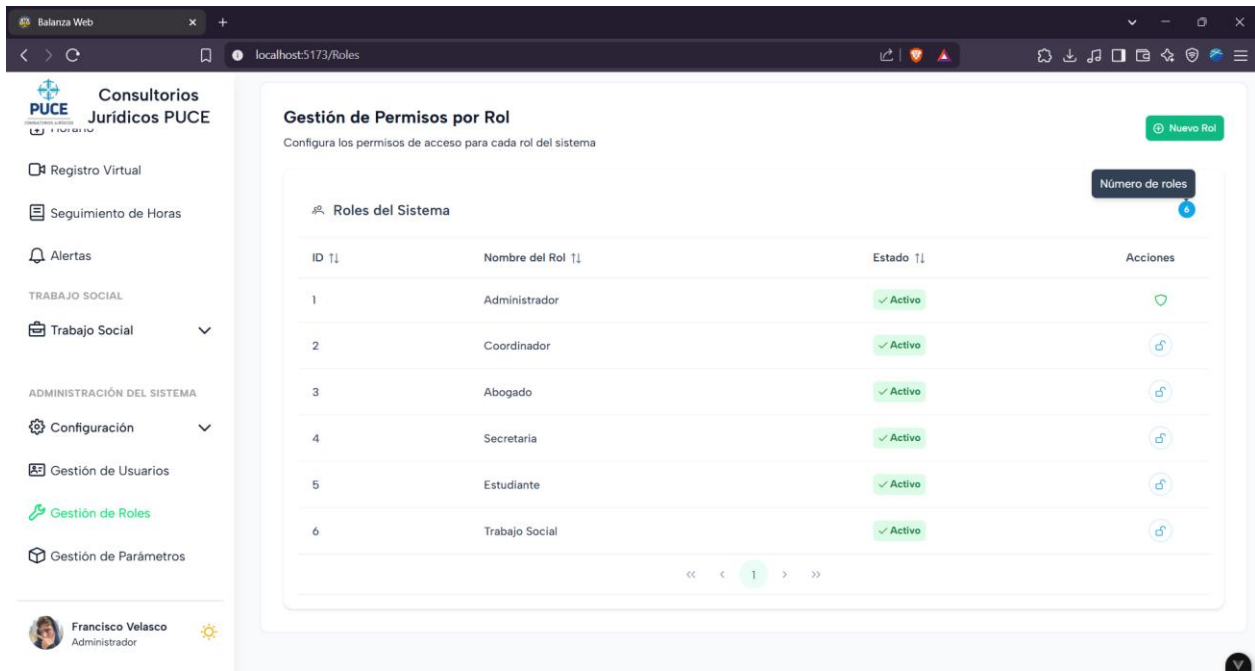 Balanza Web
localhost:5173/Roles
PUCE
Consultorios
Jurídicos PUCE
Horario
Registro Virtual
Seguimiento de Horas
Alertas
TRABAJO SOCIAL
Trabajo Social
ADMINISTRACIÓN DEL SISTEMA
Configuración
Gestión de Usuarios
Gestión de Roles
Gestión de Parámetros
Francisco Velasco
Administrador
Gestión de Permisos por Rol
Configura los permisos de acceso para cada rol del sistema
Nuevo Rol
Número de roles
Roles del Sistema
6
ID Nombre del Rol Estado Acciones
1 Administrador Activo
2 Coordinador Activo
3 Abogado Activo
4 Secretaria Activo
5 Estudiante Activo
6 Trabajo Social Activo
« ‹ 1 › »